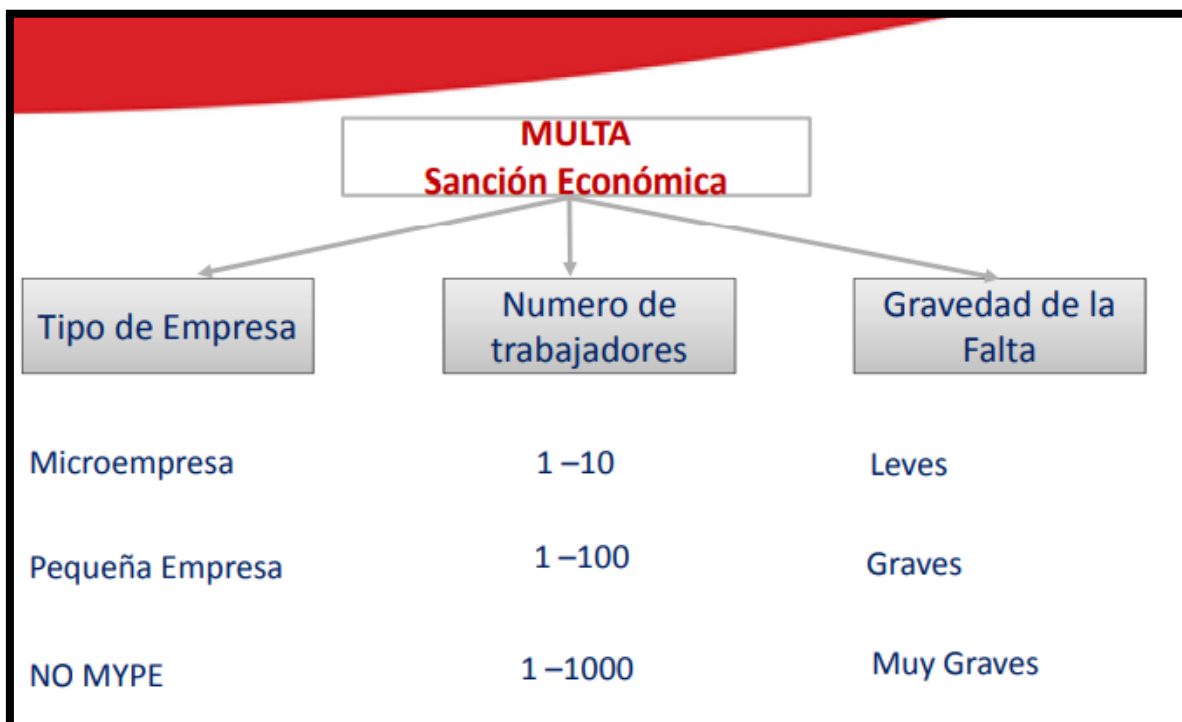 MULTA
Sanción Económica
Tipo de Empresa
Numero de
trabajadores
Gravedad de la
Falta
Microempresa
1 –10
Leves
Pequeña Empresa
1 –100
Graves
NO MYPE
1 –1000
Muy Graves